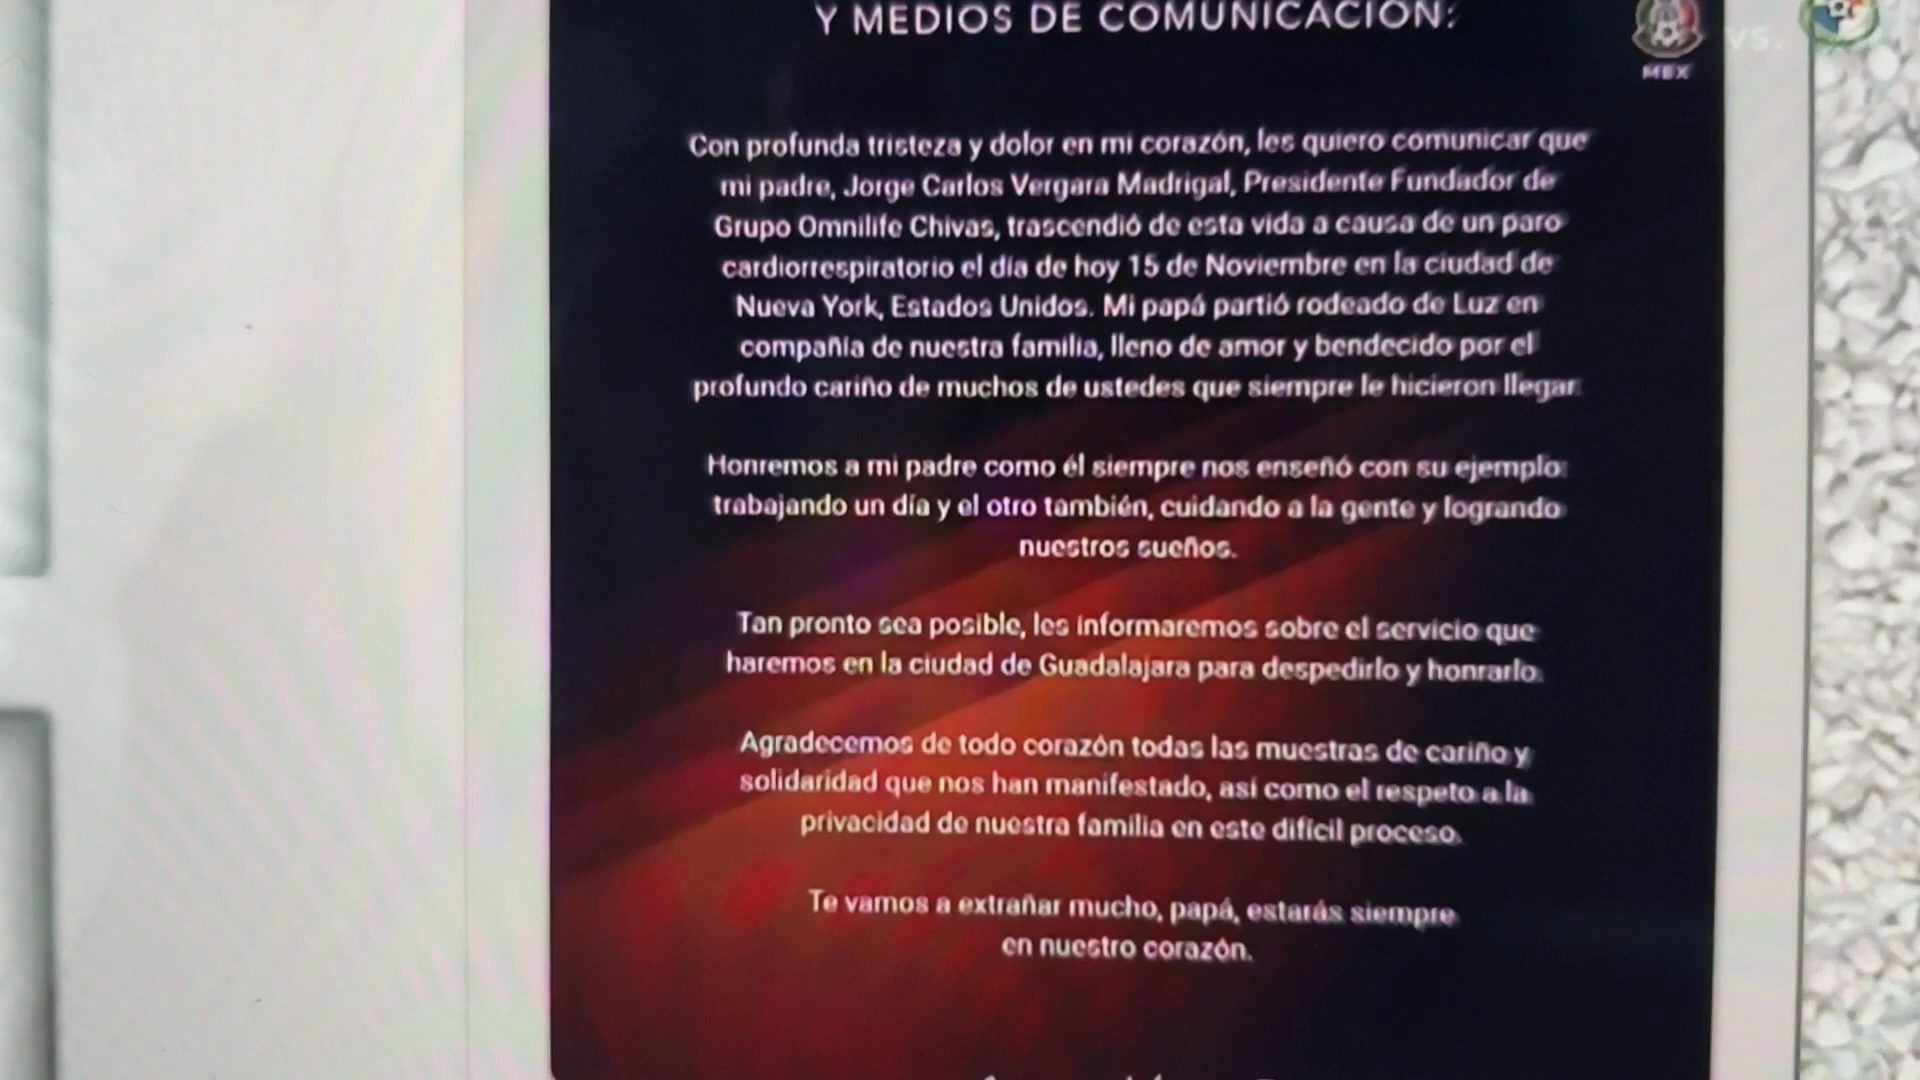 Y MEDIOS DE COMUNICACIÓN:
MEX
vs.
Con profunda tristeza y dolor en mi corazón, les quiero comunicar que
mi padre, Jorge Carlos Vergara Madrigal, Presidente Fundador de
Grupo Omnilife Chivas, trascendió de esta vida a causa de un paro
cardiorrespiratorio el día de hoy 15 de Noviembre en la ciudad de
Nueva York, Estados Unidos. Mi papá partió rodeado de Luz en
compañía de nuestra familia, lleno de amor y bendecido por el
profundo cariño de muchos de ustedes que siempre le hicieron llegar.
Honremos a mi padre como él siempre nos enseñó con su ejemplo:
trabajando un día y el otro también, cuidando a la gente y logrando
nuestros sueños.
Tan pronto sea posible, les informaremos sobre el servicio que
haremos en la ciudad de Guadalajara para despedirlo y honrarlo.
Agradecemos de todo corazón todas las muestras de cariño y
solidaridad que nos han manifestado, así como el respeto a la
privacidad de nuestra familia en este difícil proceso.
Te vamos a extrañar mucho, papá, estarás siempre
en nuestro corazón.